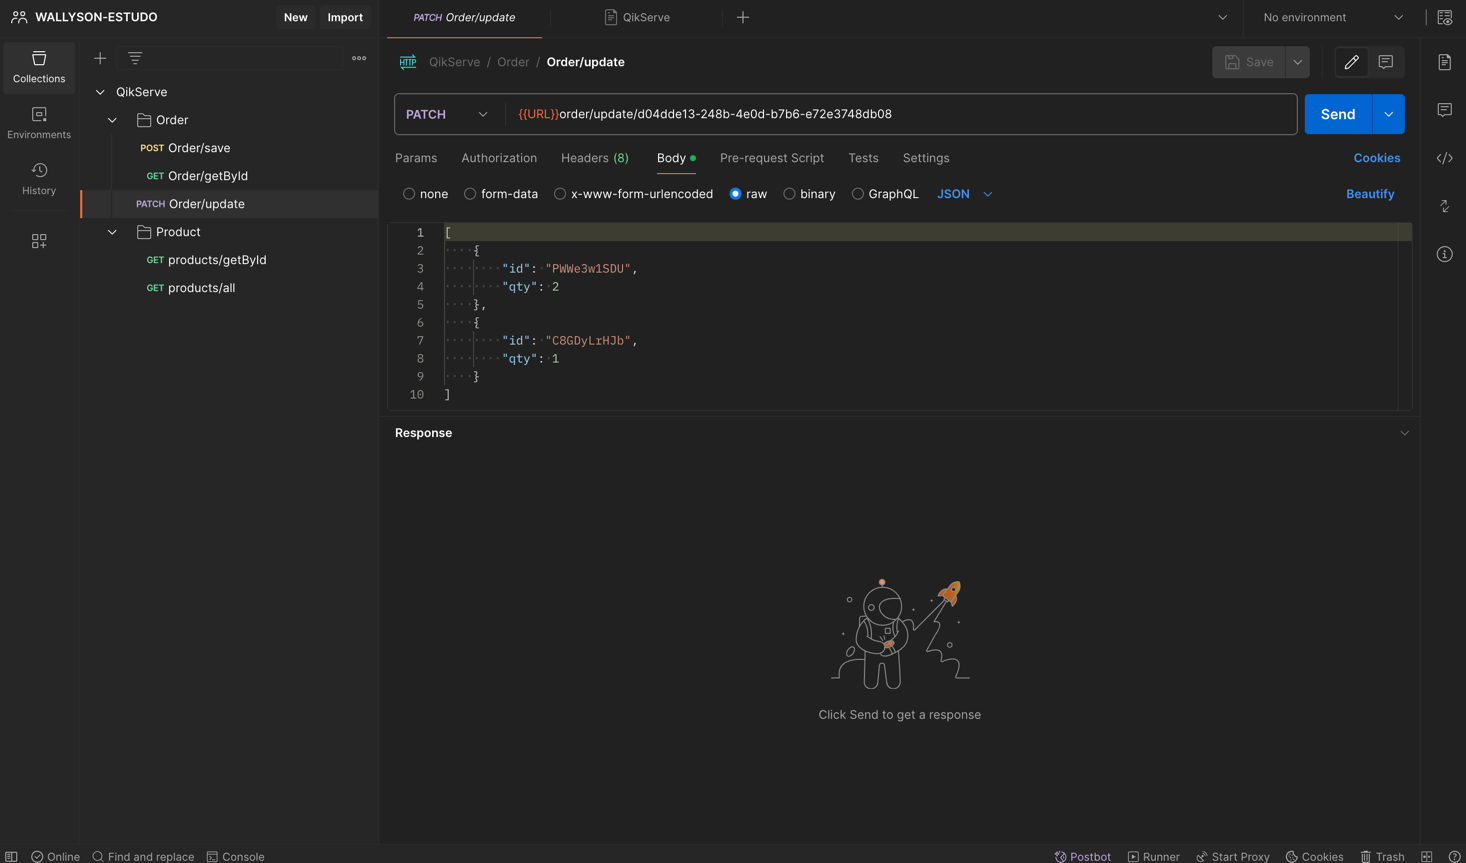 WALLYSON-ESTUDO
New
Import
PATCH Order/update
QikServe
No environment
Collections
Environments
History
QikServe
Order
POST Order/save
GET Order/getById
PATCH Order/update
Product
GET products/getById
GET products/all
HTTP QikServe / Order / Order/update
Save
PATCH
{{URL}}order/update/d04dde13-248b-4e0d-b7b6-e72e3748db08
Send
Params Authorization Headers (8) Body Pre-request Script Tests Settings
Cookies
none form-data x-www-form-urlencoded raw binary GraphQL JSON
Beautify
1 [
2 {
3 "id": "PWWe3w1SDU",
4 "qty": 2
5 },
6 {
7 "id": "C8GDyLrHJb",
8 "qty": 1
9 }
10 ]
Response
Click Send to get a response
Online Find and replace Console
Postbot Runner Start Proxy Cookies Trash